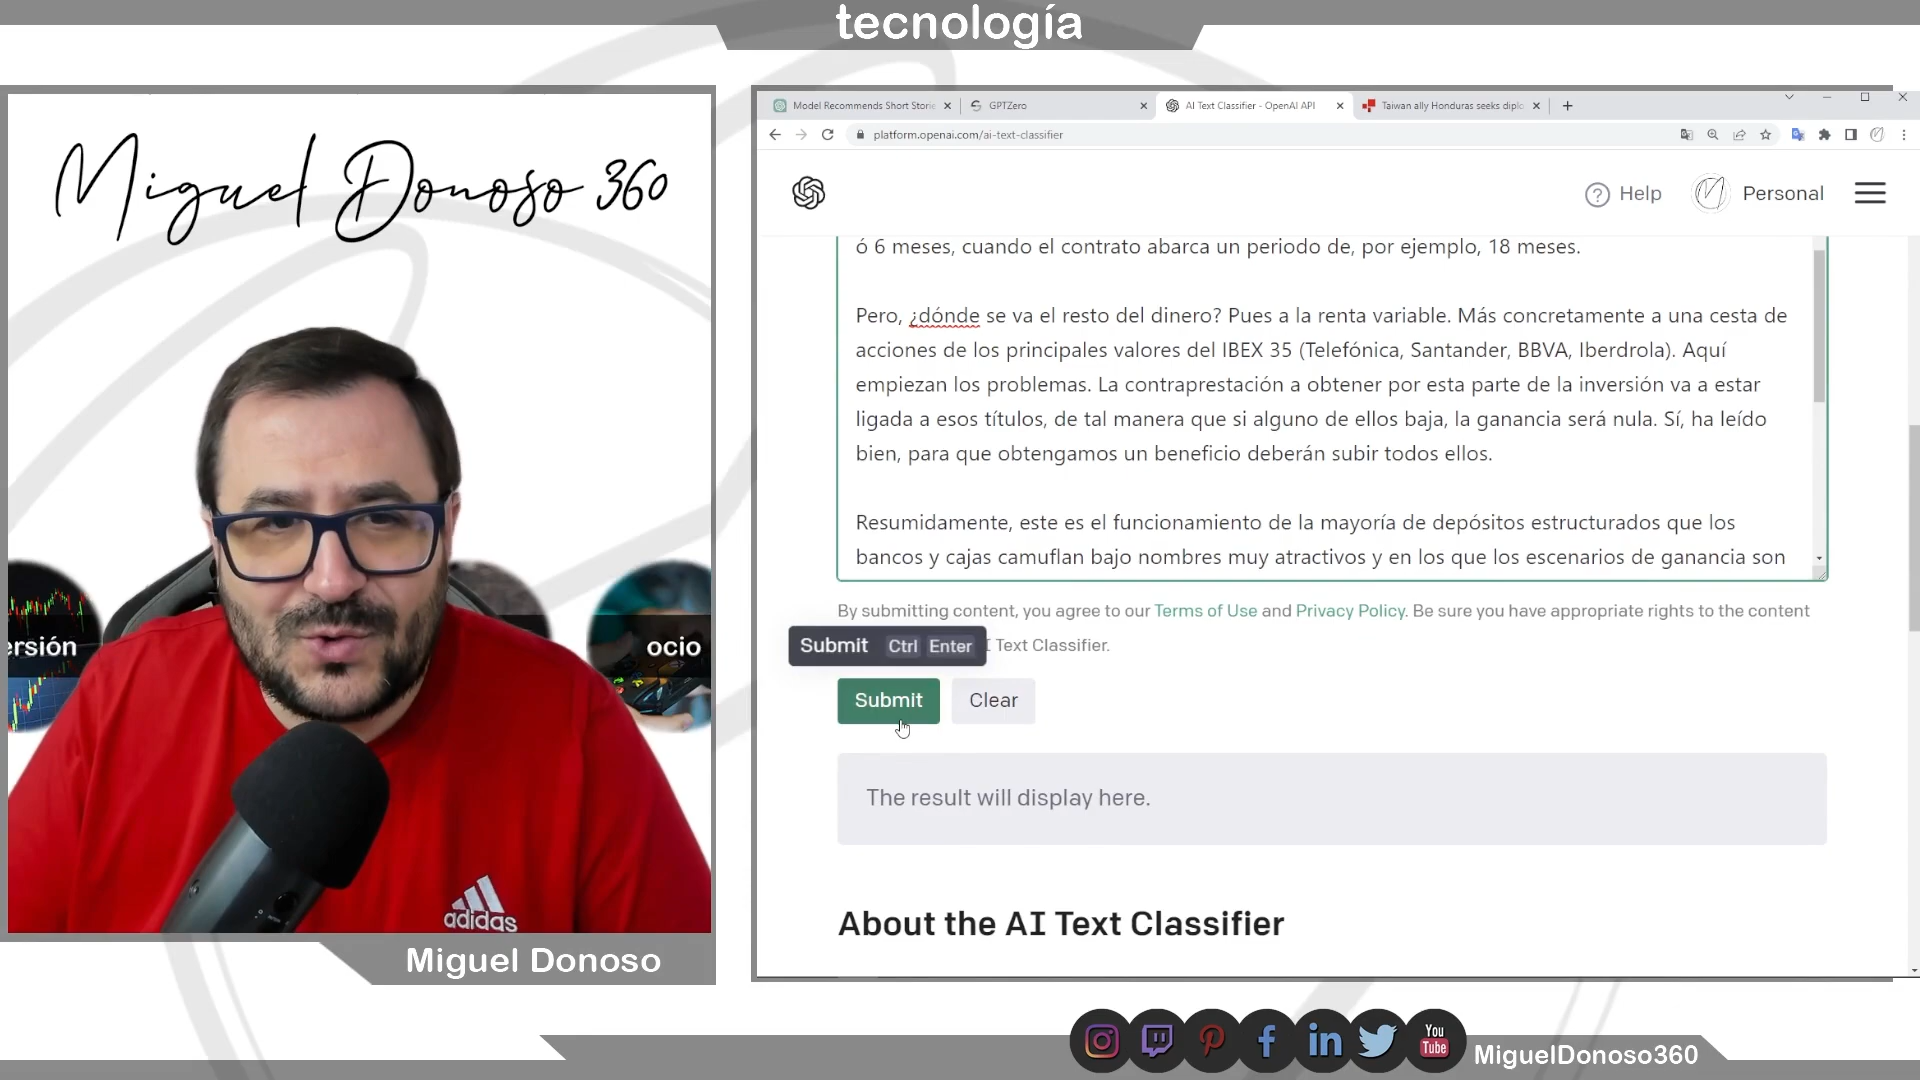 tecnología
Miguel Donoso 360
ersión
ocio
adidas
Miguel Donoso
Model Recommends Short Storie
GPTZero
AI Text Classifier - OpenAI API
Taiwan ally Honduras seeks diplo
platform.openai.com/ai-text-classifier
Help
Personal
ó 6 meses, cuando el contrato abarca un periodo de, por ejemplo, 18 meses.
Pero, ¿dónde se va el resto del dinero? Pues a la renta variable. Más concretamente a una cesta de
acciones de los principales valores del IBEX 35 (Telefónica, Santander, BBVA, Iberdrola). Aquí
empiezan los problemas. La contraprestación a obtener por esta parte de la inversión va a estar
ligada a esos títulos, de tal manera que si alguno de ellos baja, la ganancia será nula. Sí, ha leído
bien, para que obtengamos un beneficio deberán subir todos ellos.
Resumidamente, este es el funcionamiento de la mayoría de depósitos estructurados que los
bancos y cajas camuflan bajo nombres muy atractivos y en los que los escenarios de ganancia son
By submitting content, you agree to our Terms of Use and Privacy Policy. Be sure you have appropriate rights to the content
Submit Ctrl Enter
I Text Classifier.
Submit
Clear
The result will display here.
About the AI Text Classifier
You
Tube
MiguelDonoso360